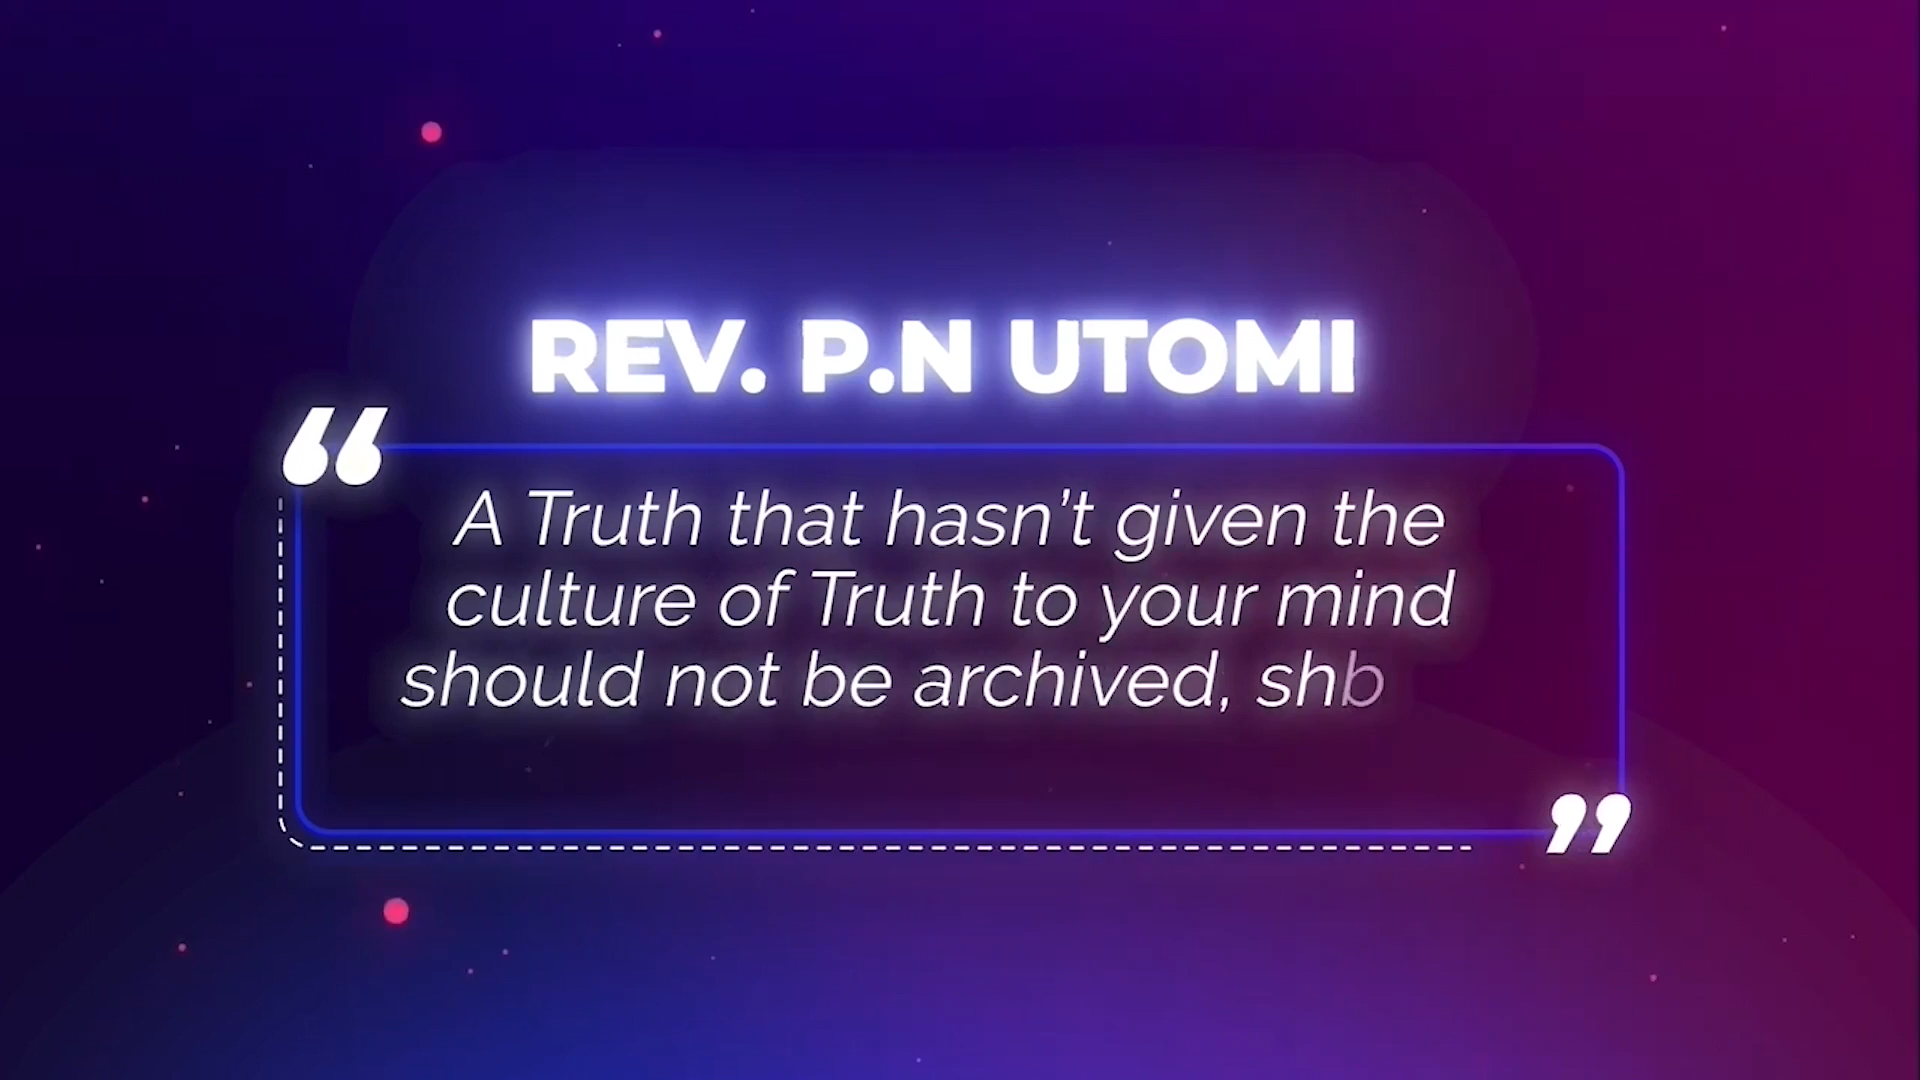 REV. P.N UTOMI
“
A Truth that hasn’t given the
culture of Truth to your mind
should not be archived, shb
”